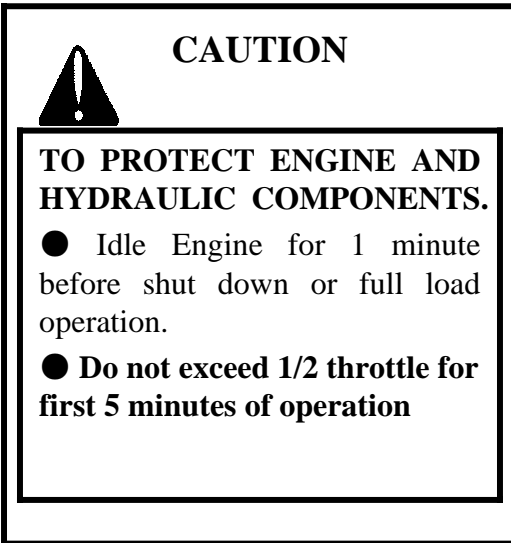 CAUTION
TO PROTECT ENGINE AND
HYDRAULIC COMPONENTS.
● Idle Engine for 1 minute
before shut down or full load
operation.
● Do not exceed 1/2 throttle for
first 5 minutes of operation